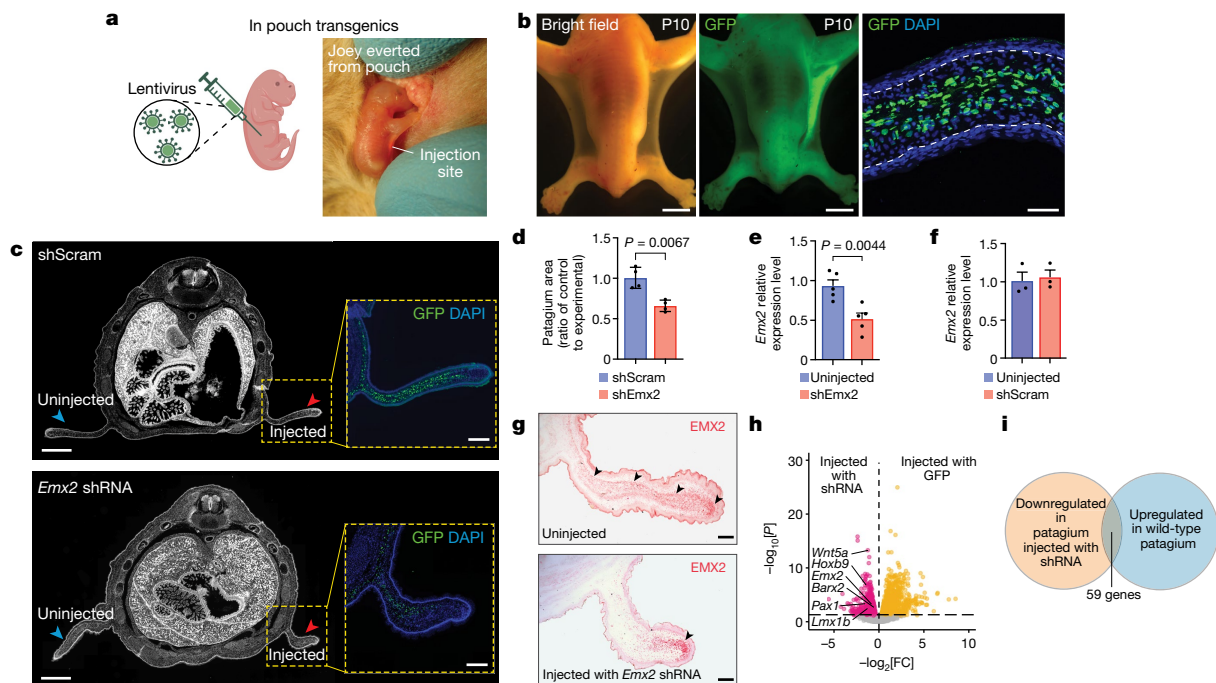 a
In pouch transgenics
Lentivirus
Joey everted
from pouch
Injection
site
b
Bright field P10
GFP P10
GFP DAPI
c
shScram
Uninjected
Injected
GFP DAPI
Emx2 shRNA
Uninjected
Injected
GFP DAPI
d
Patagium area
(ratio of control
to experimental)
1.5
1.0
0.5
0
P = 0.0067
shScram
shEmx2
e
Emx2 relative
expression level
1.5
1.0
0.5
0
P = 0.0044
Uninjected
shEmx2
f
Emx2 relative
expression level
1.5
1.0
0.5
0
Uninjected
shScram
g
EMX2
Uninjected
EMX2
Injected with Emx2 shRNA
h
Injected
with
shRNA
Injected with
GFP
−log10[P]
30
20
10
0
Wnt5a
Hoxb9
Emx2
Barx2
Pax1
Lmx1b
−5 0 5 10
−log2[FC]
i
Downregulated
in
patagium
injected with
shRNA
Upregulated
in wild-type
patagium
59 genes